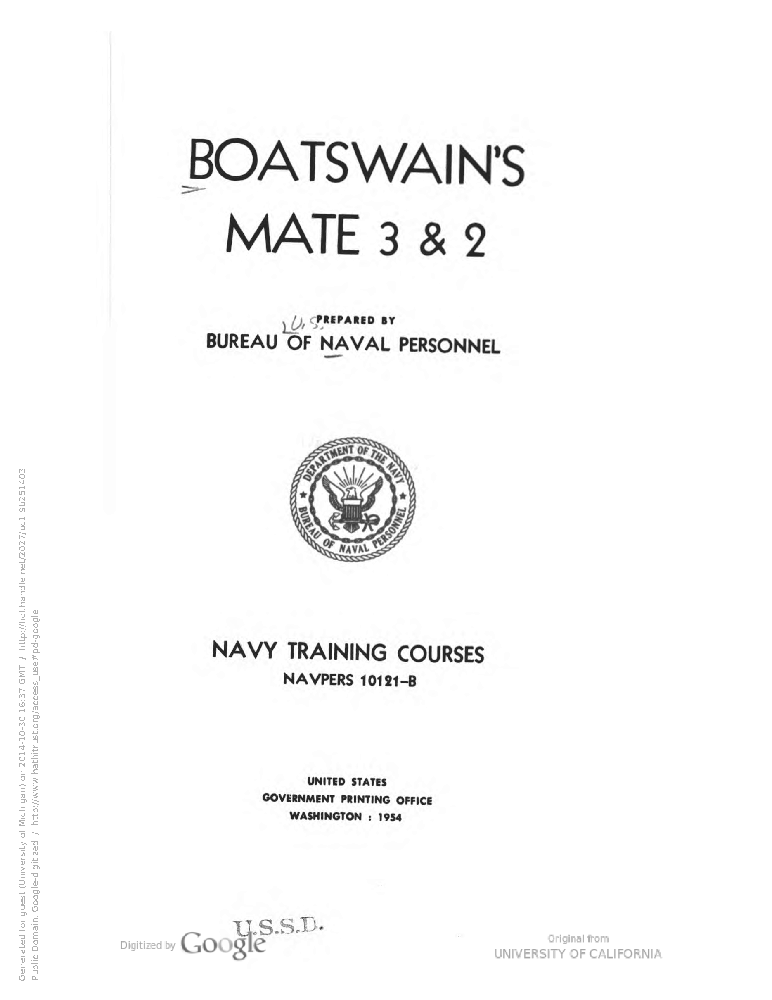 BOATSWAIN'S
MATE 3 & 2
U.S.
PREPARED BY
BUREAU OF NAVAL PERSONNEL
DEPARTMENT OF THE NAVY
BUREAU OF NAVAL PERSONNEL
NAVY TRAINING COURSES
NAVPERS 10121-B
UNITED STATES
GOVERNMENT PRINTING OFFICE
WASHINGTON : 1954
U.S.S.D.
Digitized by Google
Original from
UNIVERSITY OF CALIFORNIA
Generated for guest (University of Michigan) on 2014-10-30 16:37 GMT / http://hdl.handle.net/2027/uc1.$b251403
Public Domain, Google-digitized / http://www.hathitrust.org/access_use#pd-google